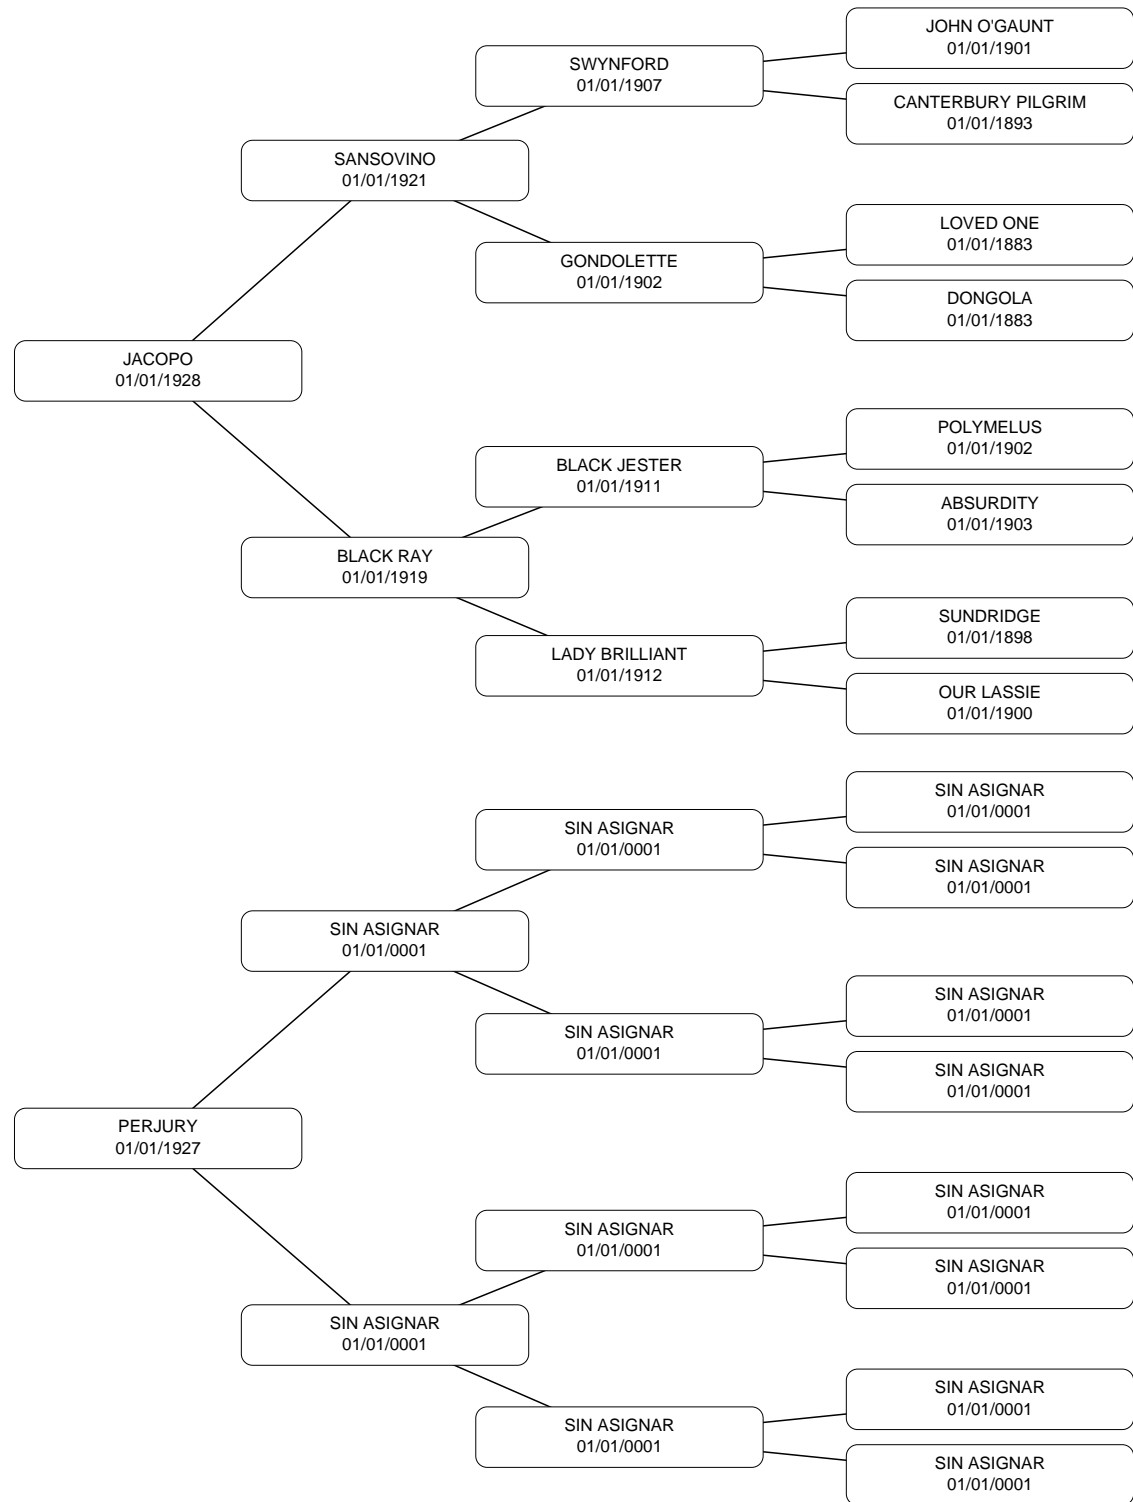 JOHN O'GAUNT
01/01/1901
SWYNFORD
01/01/1907
CANTERBURY PILGRIM
01/01/1893
SANSOVINO
01/01/1921
LOVED ONE
01/01/1883
GONDOLETTE
01/01/1902
DONGOLA
01/01/1883
JACOPO
01/01/1928
POLYMELUS
01/01/1902
BLACK JESTER
01/01/1911
ABSURDITY
01/01/1903
BLACK RAY
01/01/1919
SUNDRIDGE
01/01/1898
LADY BRILLIANT
01/01/1912
OUR LASSIE
01/01/1900
SIN ASIGNAR
01/01/0001
SIN ASIGNAR
01/01/0001
SIN ASIGNAR
01/01/0001
SIN ASIGNAR
01/01/0001
SIN ASIGNAR
01/01/0001
SIN ASIGNAR
01/01/0001
SIN ASIGNAR
01/01/0001
PERJURY
01/01/1927
SIN ASIGNAR
01/01/0001
SIN ASIGNAR
01/01/0001
SIN ASIGNAR
01/01/0001
SIN ASIGNAR
01/01/0001
SIN ASIGNAR
01/01/0001
SIN ASIGNAR
01/01/0001
SIN ASIGNAR
01/01/0001